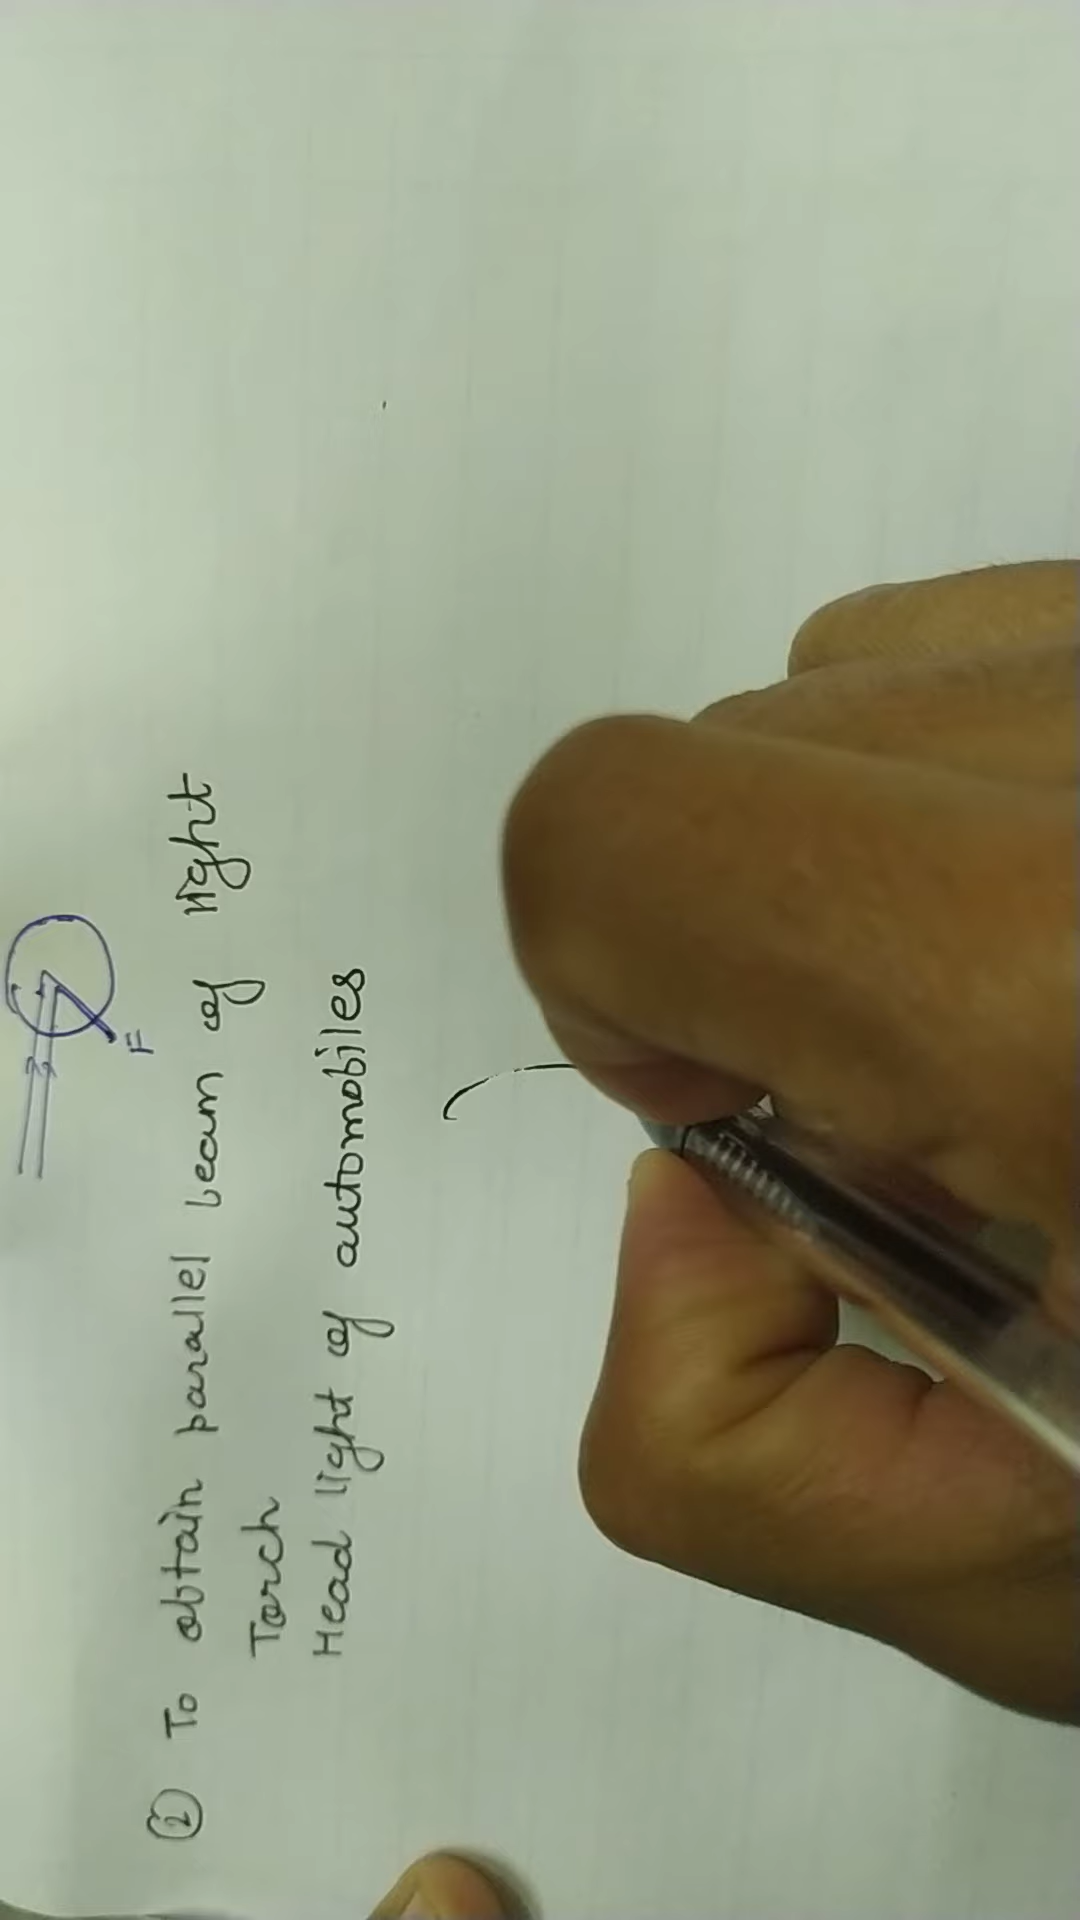 F
② To obtain parallel beam of light
Torch
Head light of automobiles